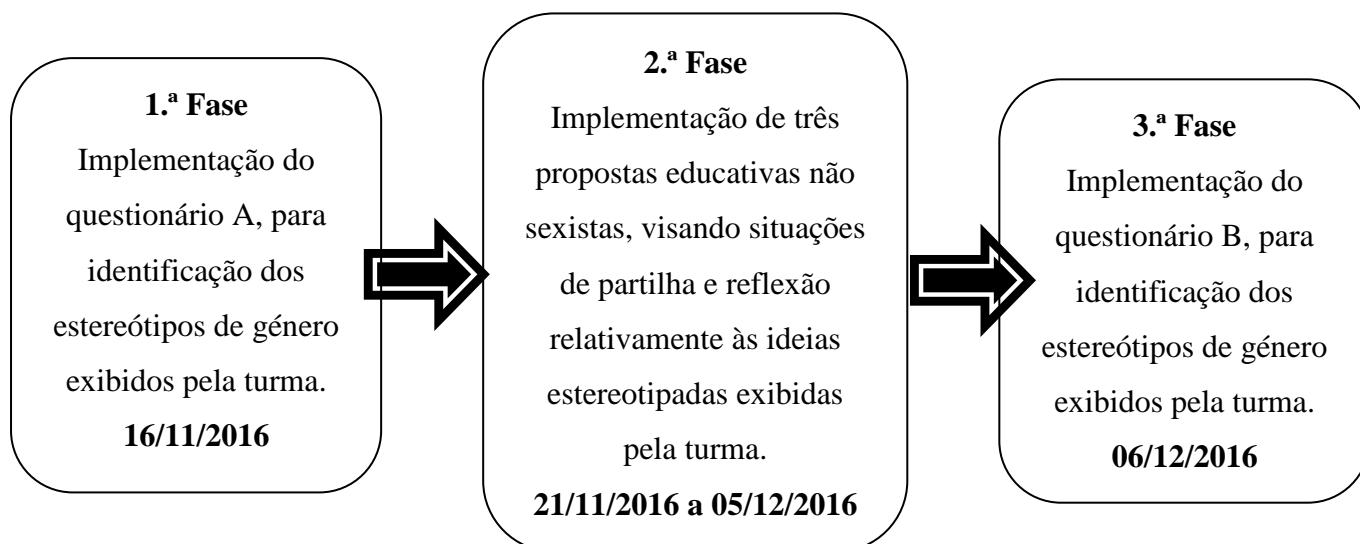 1.ª Fase
Implementação do
questionário A, para
identificação dos
estereótipos de género
exibidos pela turma.
16/11/2016
2.ª Fase
Implementação de três
propostas educativas não
sexistas, visando situações
de partilha e reflexão
relativamente às ideias
estereotipadas exibidas
pela turma.
21/11/2016 a 05/12/2016
3.ª Fase
Implementação do
questionário B, para
identificação dos
estereótipos de género
exibidos pela turma.
06/12/2016